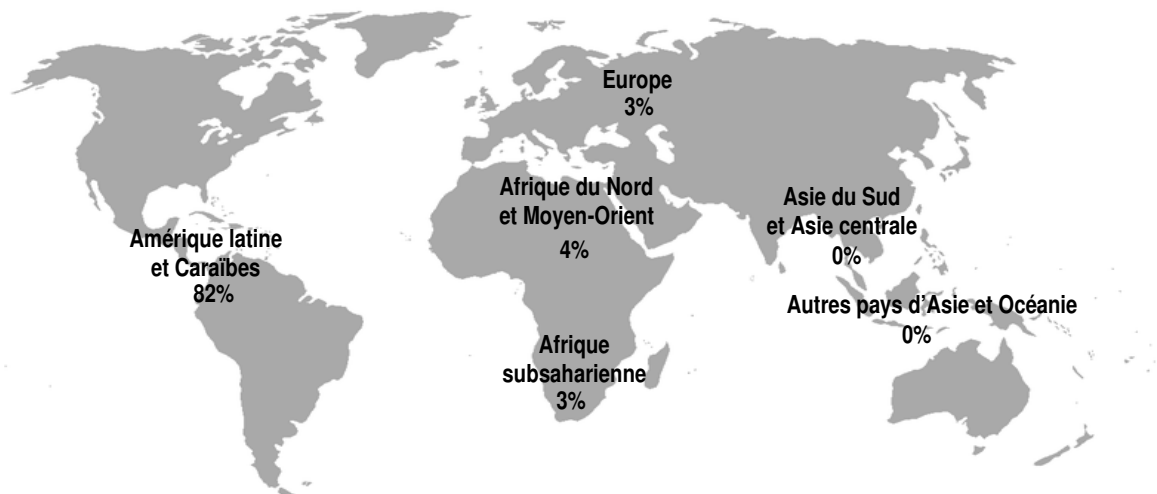 Europe
3%
Afrique du Nord
et Moyen-Orient
4%
Asie du Sud
et Asie centrale
0%
Amérique latine
et Caraïbes
82%
Autres pays d'Asie et Océanie
0%
Afrique
subsaharienne
3%